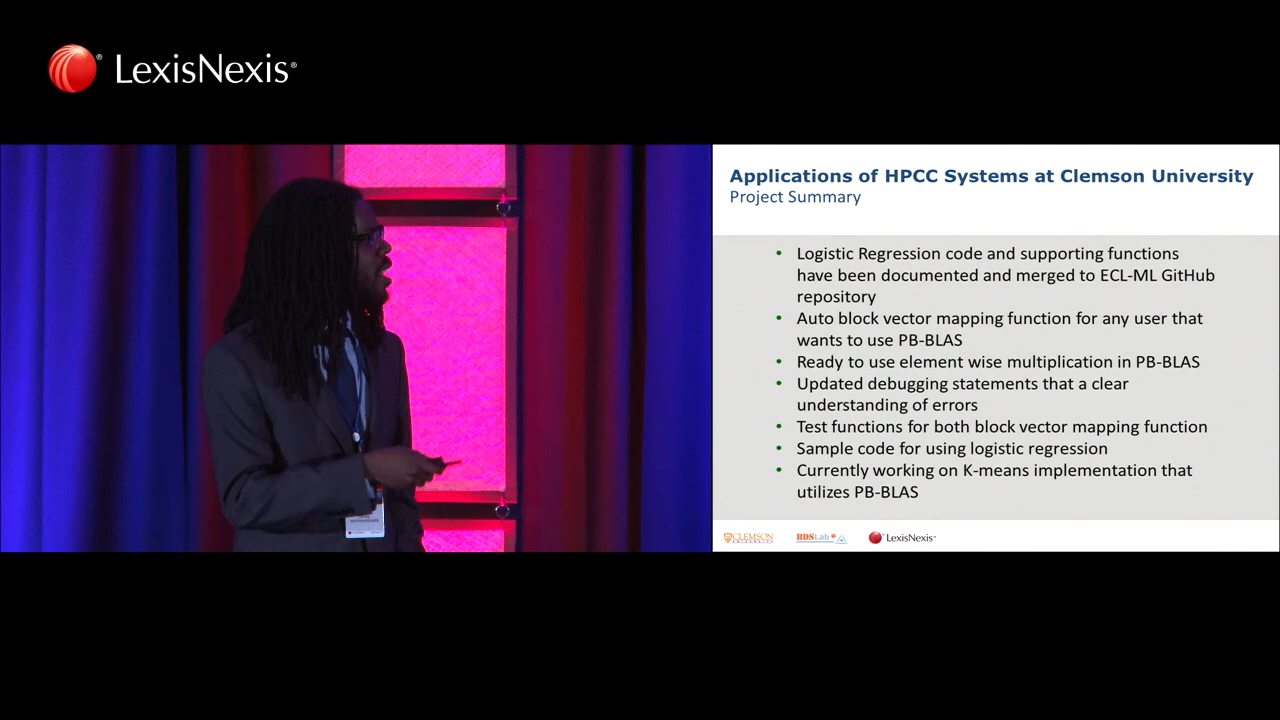 LexisNexis®
Applications of HPCC Systems at Clemson University
Project Summary
• Logistic Regression code and supporting functions
have been documented and merged to ECL-ML GitHub
repository
• Auto block vector mapping function for any user that
wants to use PB-BLAS
• Ready to use element wise multiplication in PB-BLAS
• Updated debugging statements that a clear
understanding of errors
• Test functions for both block vector mapping function
• Sample code for using logistic regression
• Currently working on K-means implementation that
utilizes PB-BLAS
CLEMSON
UNIVERSITY
BDSLab
LexisNexis®